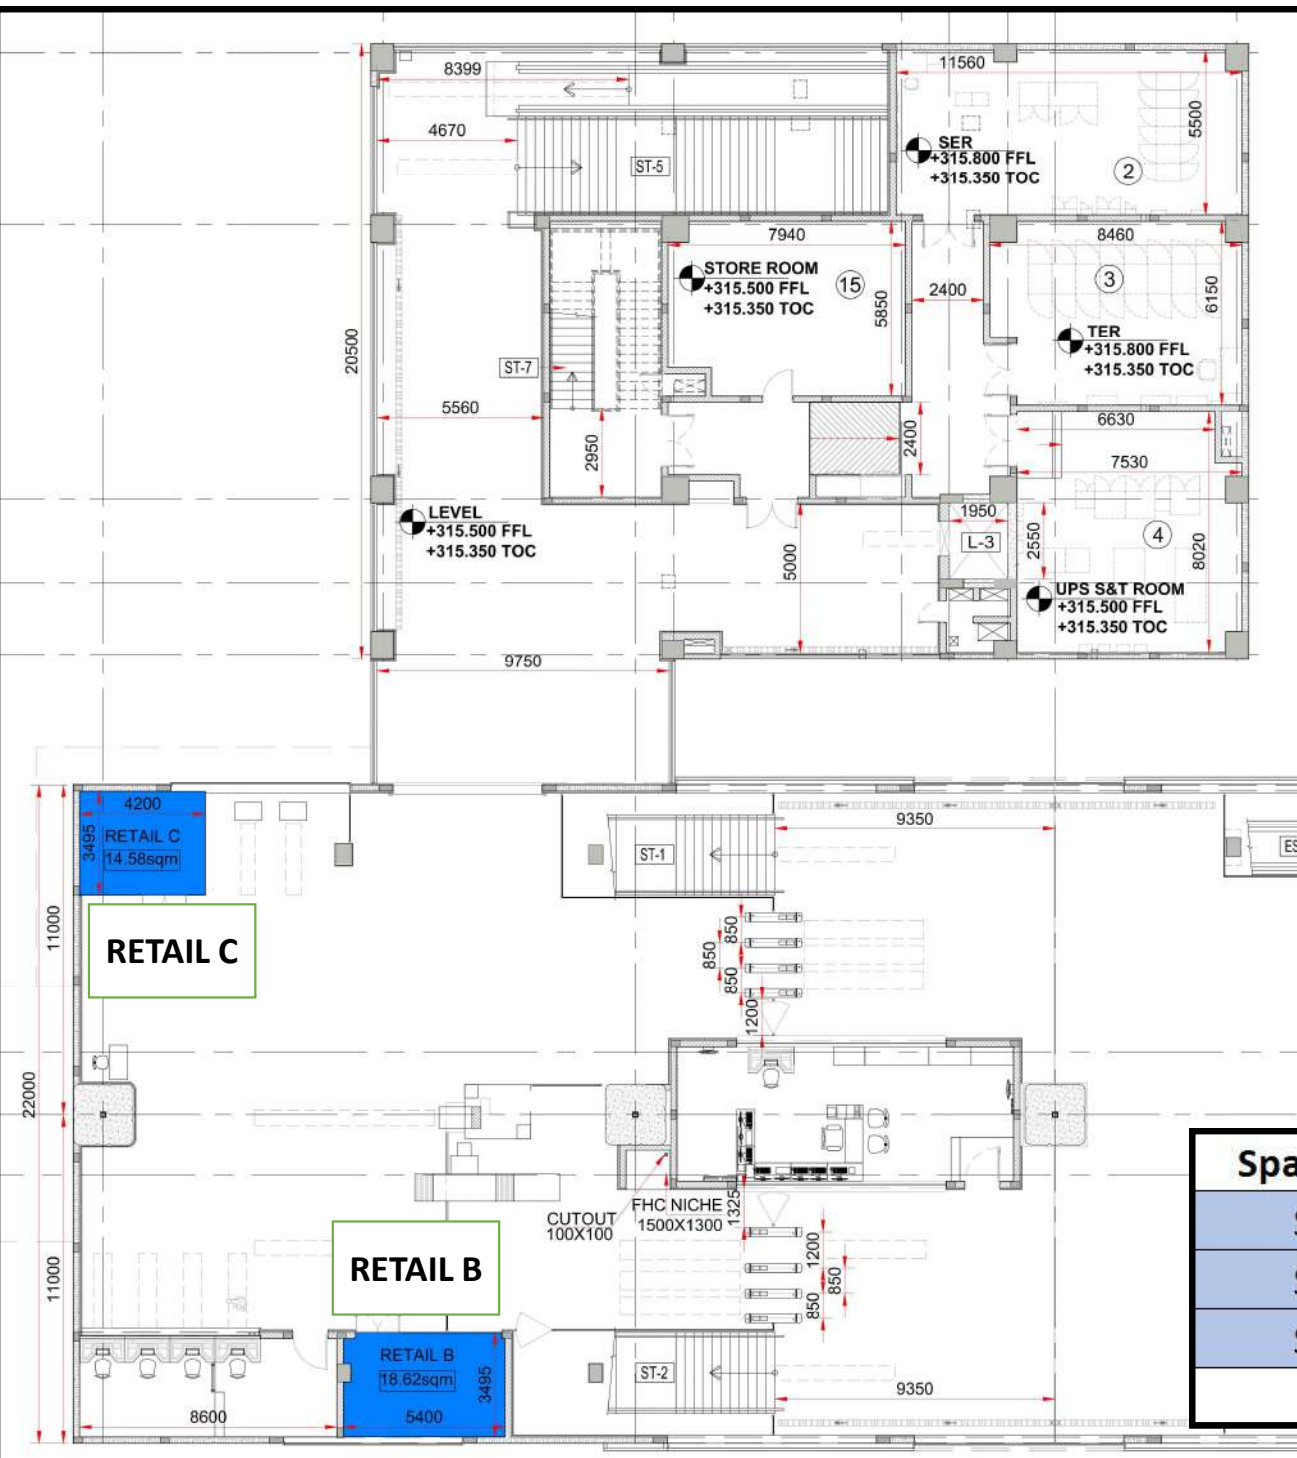 8399
11560
4670
5500
SER
+315.800 FFL
+315.350 TOC
ST-5
2
7940
8460
STORE ROOM
+315.500 FFL
+315.350 TOC
15
5850
2400
3
6150
TER
+315.800 FFL
+315.350 TOC
20500
ST-7
5560
2950
2400
6630
7530
LEVEL
+315.500 FFL
+315.350 TOC
1950
L-3
2550
4
8020
5000
UPS S&T ROOM
+315.500 FFL
+315.350 TOC
9750
4200
3495
RETAIL C
14.58sqm
9350
ST-1
ES
RETAIL C
11000
850
850
850
1200
22000
CUTOUT
100X100
FHC NICHE
1500X1300
1325
Spa
RETAIL B
11000
1200
850
850
RETAIL B
18.62sqm
3495
ST-2
8600
5400
9350